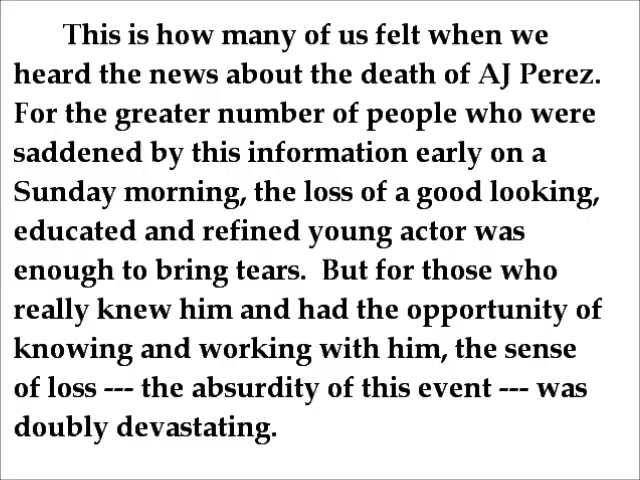 This is how many of us felt when we
heard the news about the death of AJ Perez.
For the greater number of people who were
saddened by this information early on a
Sunday morning, the loss of a good looking,
educated and refined young actor was
enough to bring tears.  But for those who
really knew him and had the opportunity of
knowing and working with him, the sense
of loss --- the absurdity of this event --- was
doubly devastating.